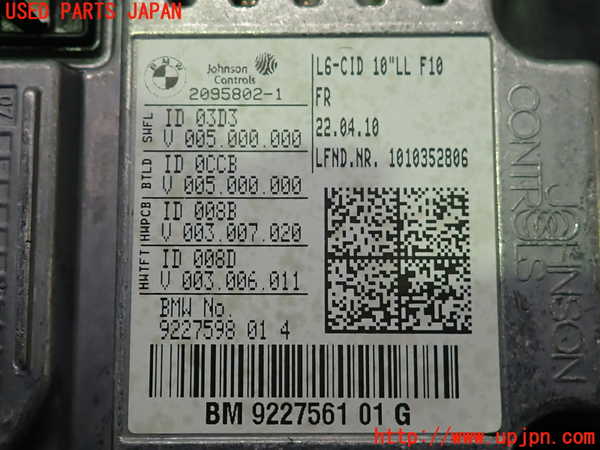 USED PARTS JAPAN
BMW
Johnson
Controls
2095802-1
L6-CID 10"LL F10
FR
22.04.10
LFND.NR. 1010352806
SWFL
ID 03D3
V 005.000.000
BTLD
ID 0CCB
V 005.000.000
HWPCB
ID 008B
V 003.007.020
HWTFT
ID 008D
V 003.006.011
BMW No.
9227598 01 4
BM 9227561 01 G
JOHNSON
CONTROLS
UPJ - www.upjpn.com